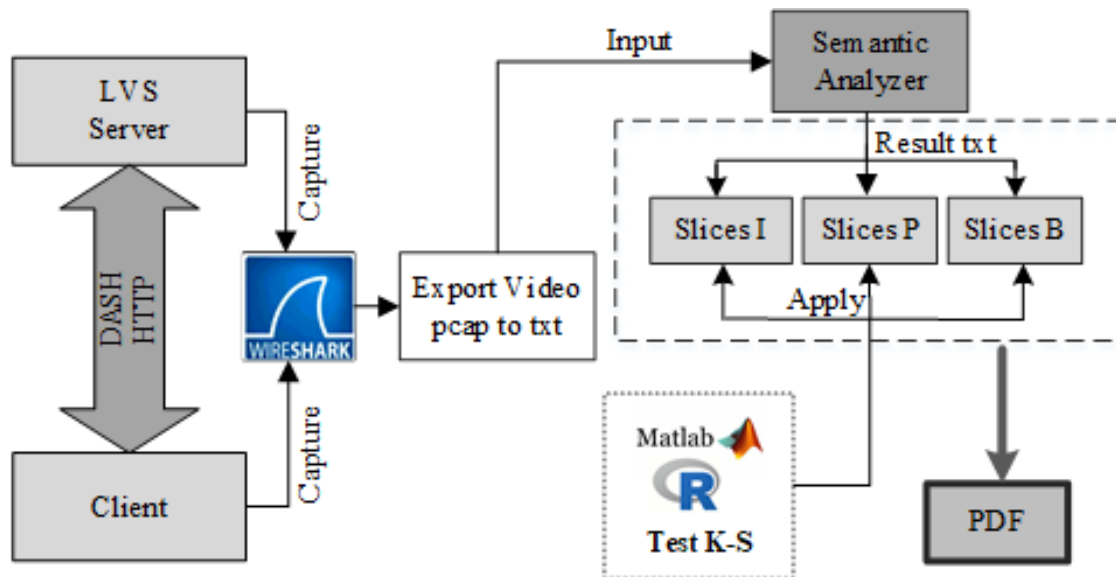 LVS
Server
Capture
DASH
HTTP
WIRESHARK
Capture
Client
Export Video
pcap to txt
Input
Semantic
Analyzer
Result txt
Slices I
Slices P
Slices B
Apply
Matlab
R
Test K-S
PDF